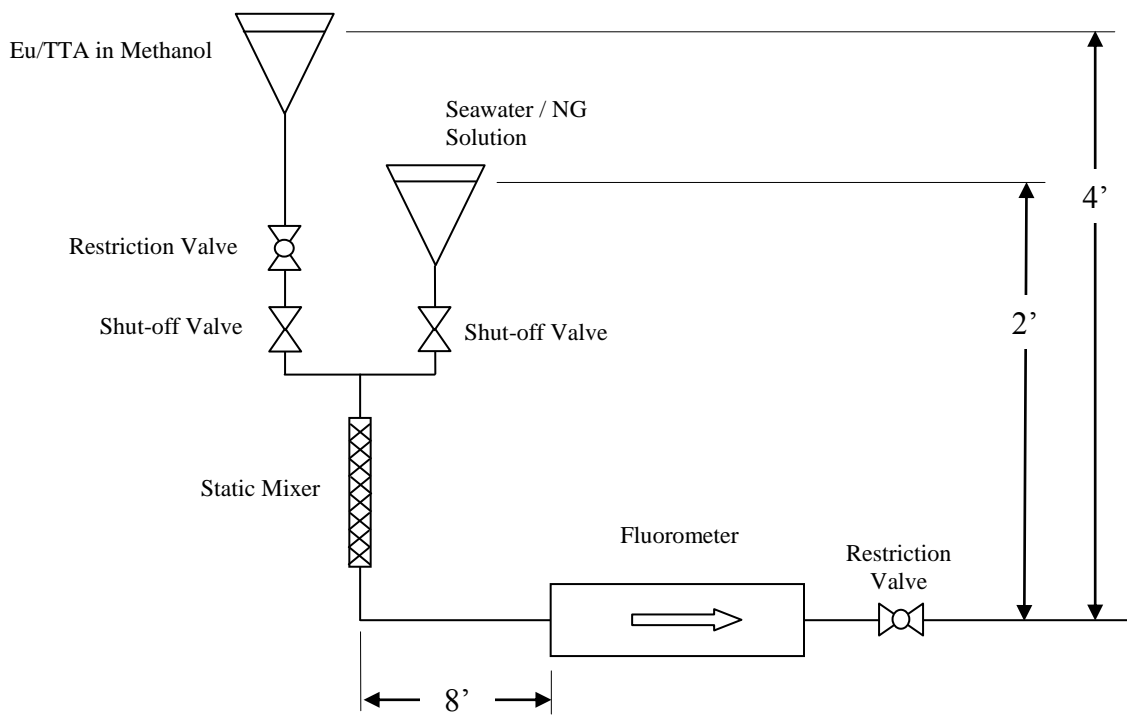 Eu/TTA in Methanol
Seawater / NG
Solution
4’
Restriction Valve
Shut-off Valve
Shut-off Valve
2’
Static Mixer
Fluorometer
Restriction
Valve
8’